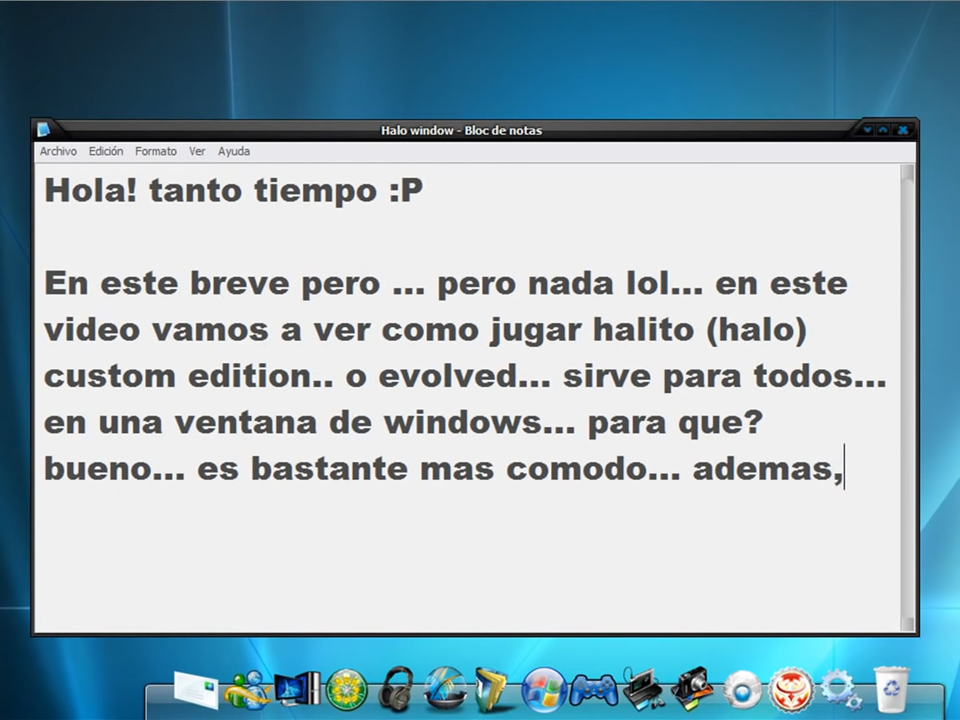 Halo window - Bloc de notas
Archivo Edición Formato Ver Ayuda
Hola! tanto tiempo :P
En este breve pero ... pero nada lol... en este
video vamos a ver como jugar halito (halo)
custom edition.. o evolved... sirve para todos...
en una ventana de windows... para que?
bueno... es bastante mas comodo... ademas,